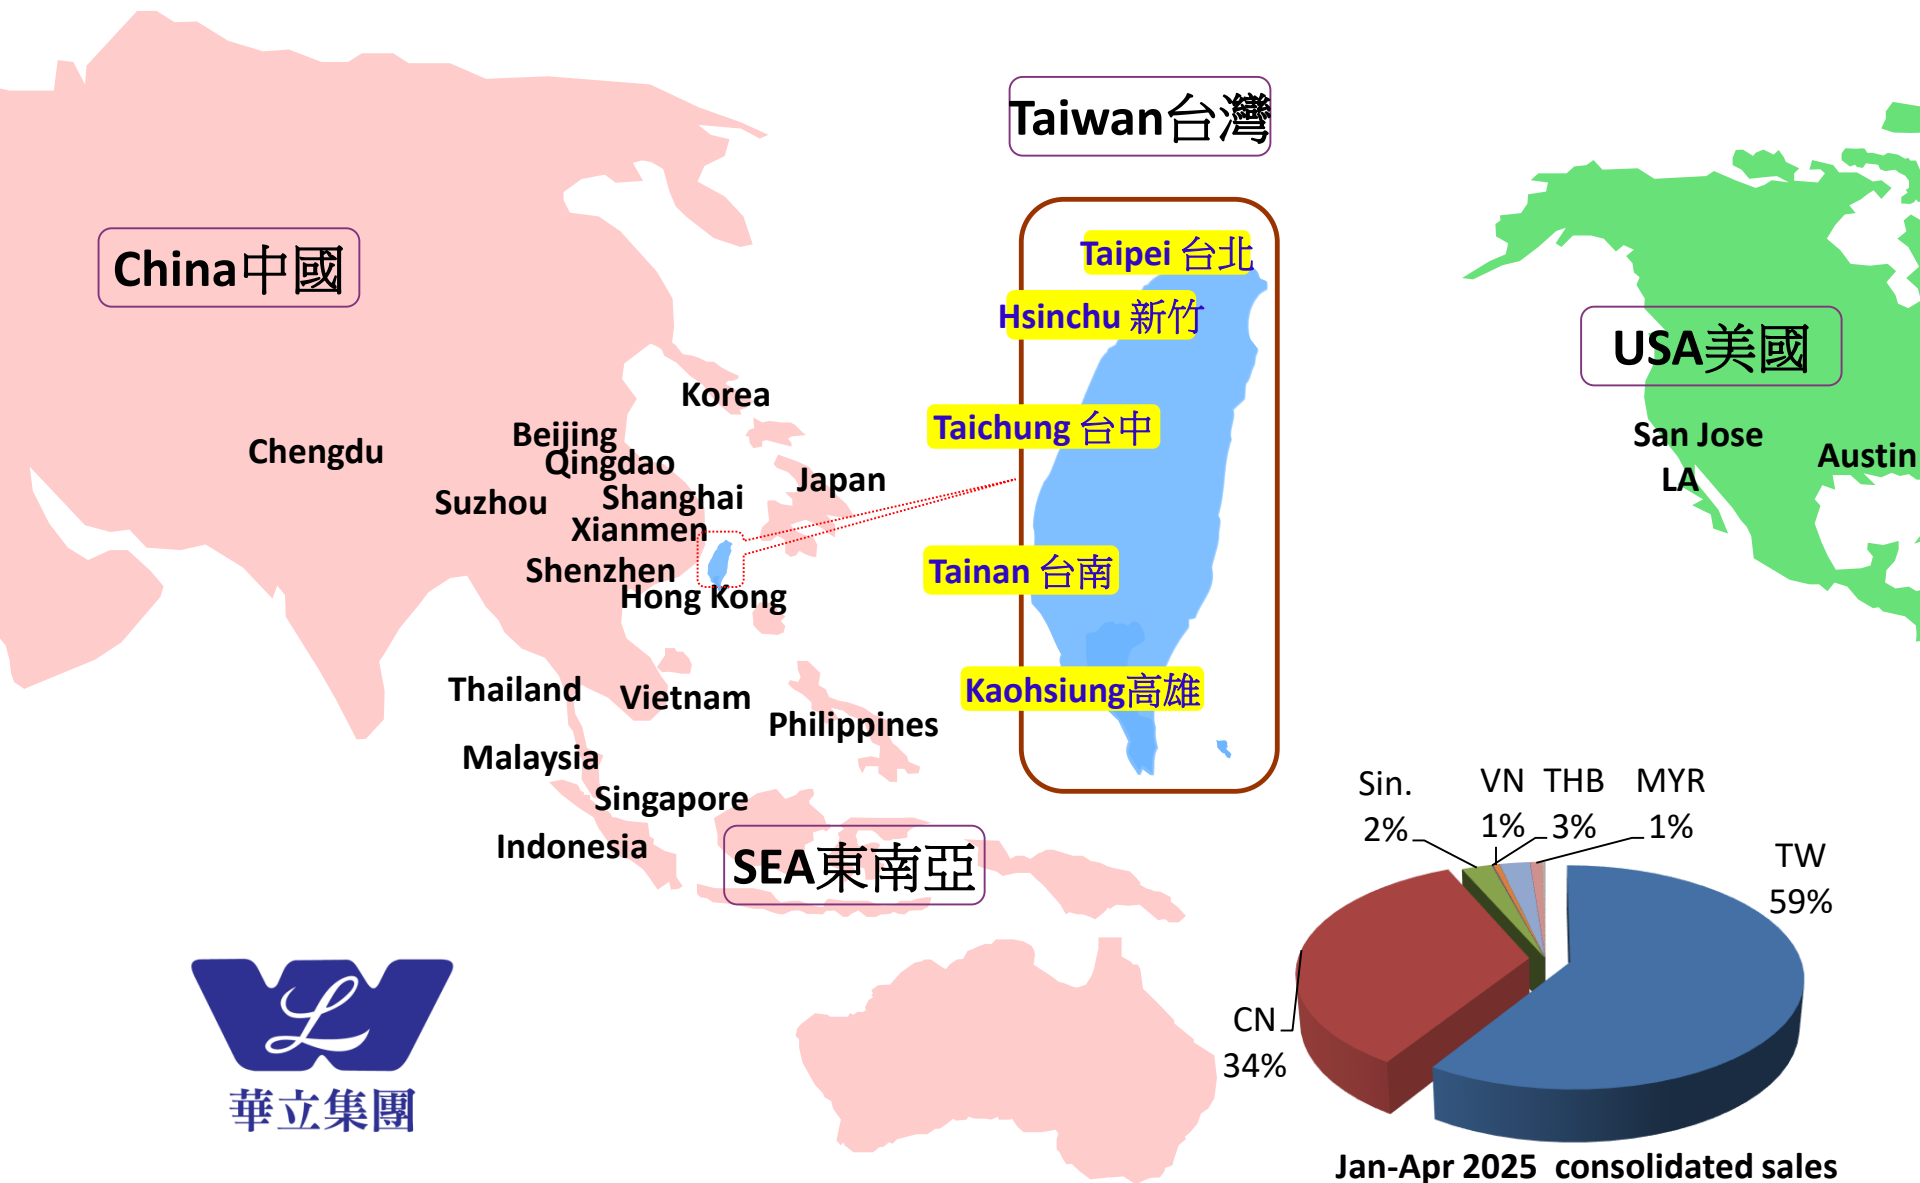 Taiwan台灣
China中國
Taipei 台北
Hsinchu 新竹
USA美國
Korea
Taichung 台中
Beijing
San Jose
Chengdu
Qingdao
Austin
Japan
LA
Suzhou
Shanghai
Xianmen
Shenzhen
Tainan 台南
Hong Kong
Thailand
Vietnam
Kaohsiung高雄
Philippines
Malaysia
Singapore
Indonesia
SEA東南亞
Sin.
2%
VN
1%
THB
3%
MYR
1%
TW
59%
CN
34%
L
華立集團
Jan-Apr 2025 consolidated sales